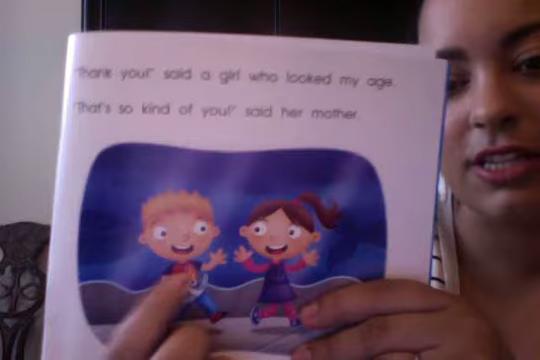 "Thank you!" said a girl who looked my age.
"That's so kind of you!" said her mother.